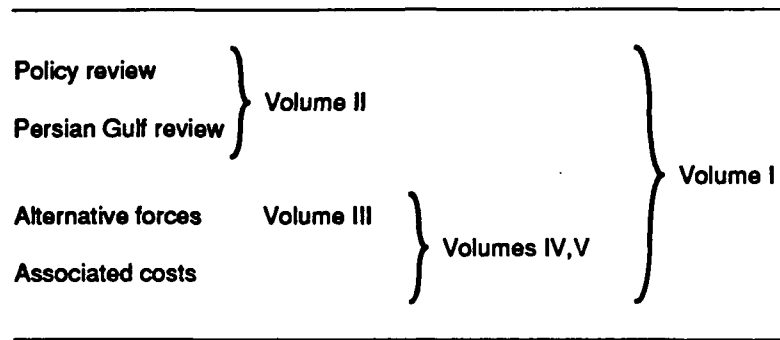 Policy review
Volume II
Persian Gulf review
Volume I
Alternative forces Volume III
Volumes IV,V
Associated costs